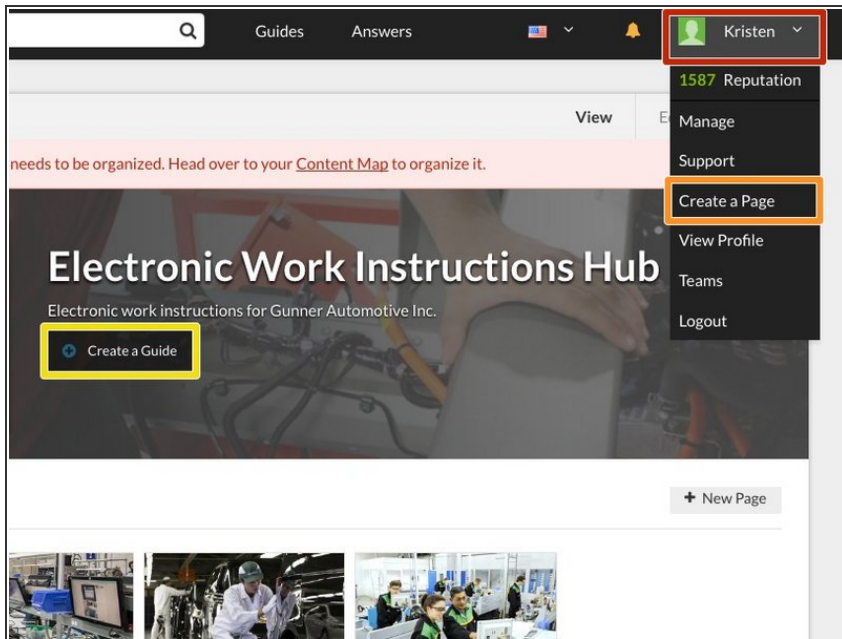 Guides Answers Kristen
1587 Reputation
View
Manage
needs to be organized. Head over to your Content Map to organize it.
Support
Create a Page
View Profile
Electronic Work Instructions Hub
Teams
Electronic work instructions for Gunner Automotive Inc.
Logout
Create a Guide
+ New Page